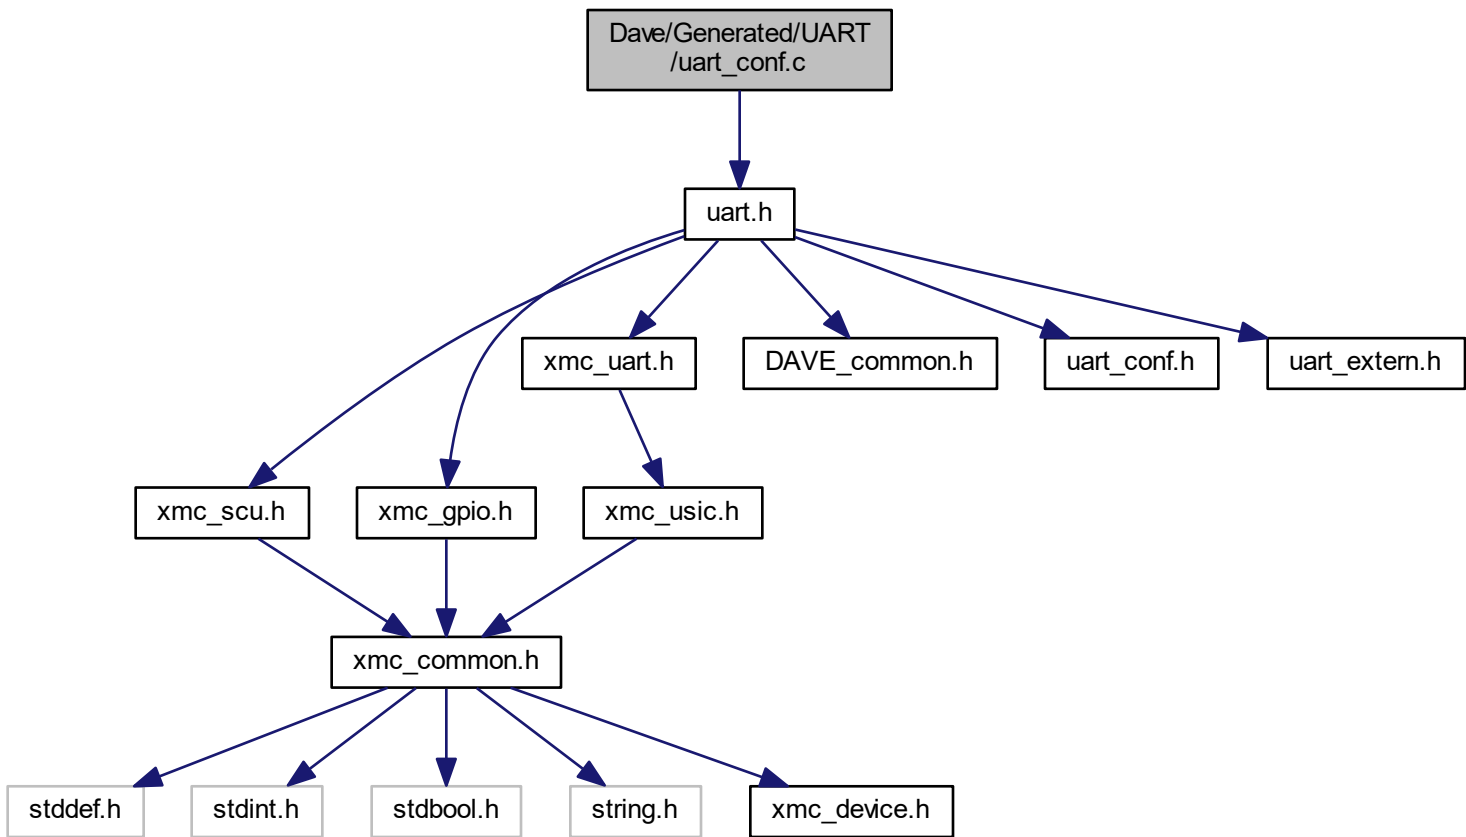 Dave/Generated/UART
/uart_conf.c
uart.h
xmc_uart.h
DAVE_common.h
uart_conf.h
uart_extern.h
xmc_scu.h
xmc_gpio.h
xmc_usic.h
xmc_common.h
stddef.h
stdint.h
stdbool.h
string.h
xmc_device.h